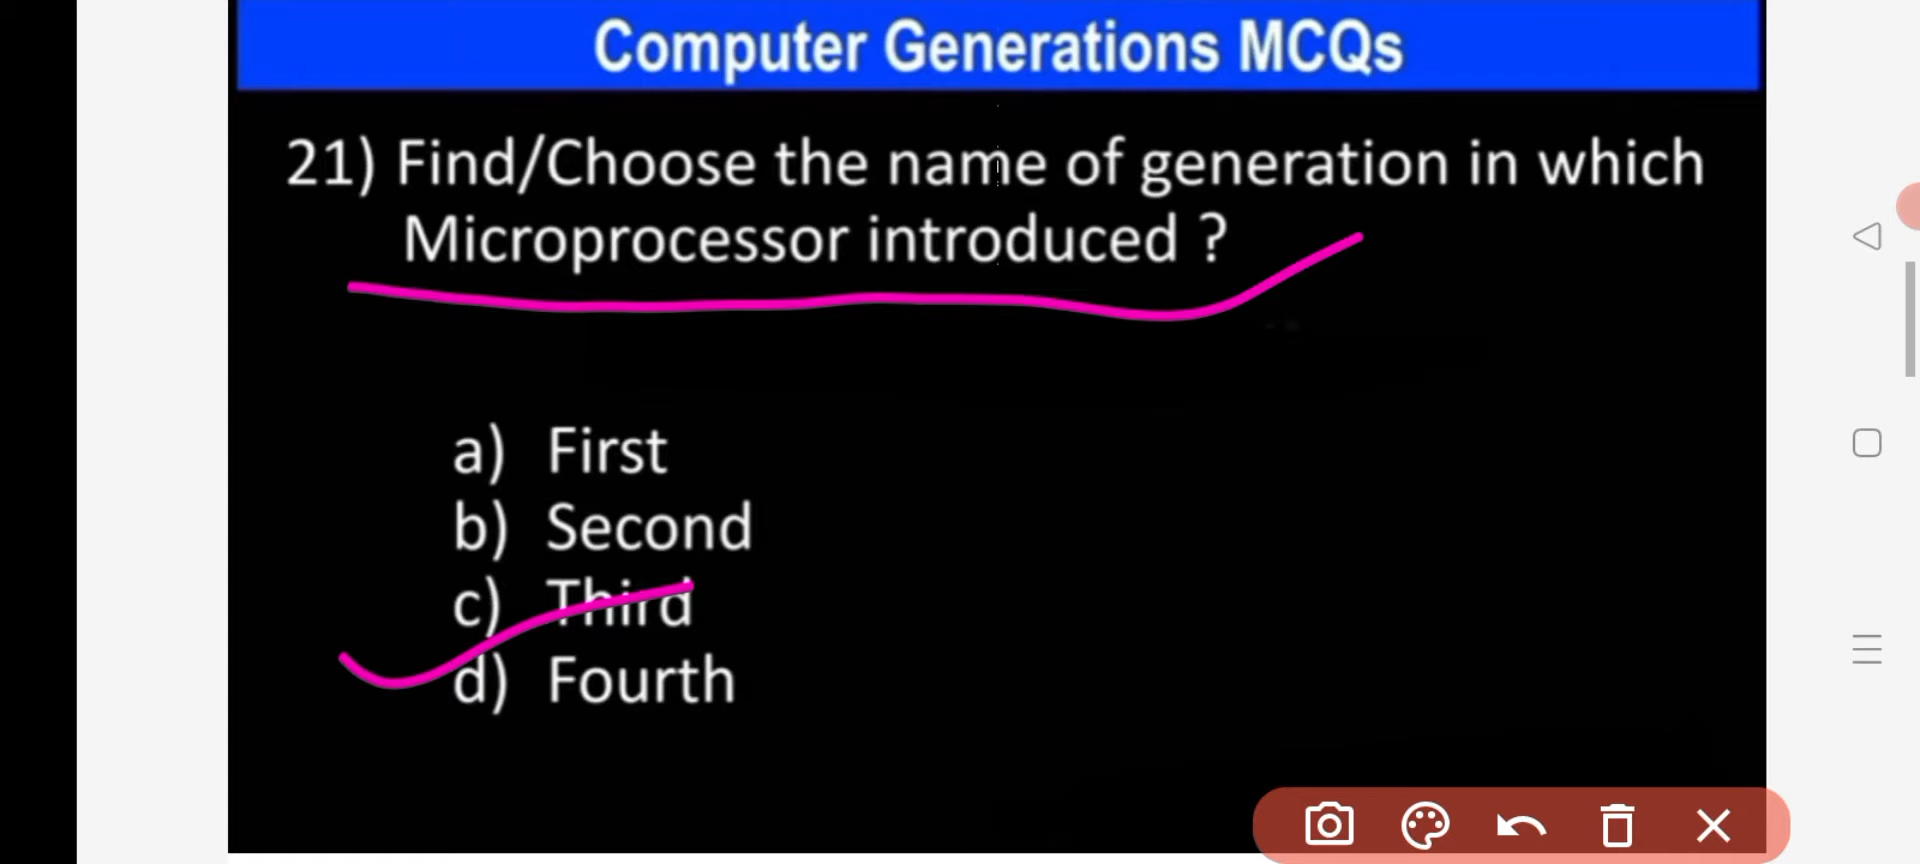 Computer Generations MCQs
21) Find/Choose the name of generation in which
Microprocessor introduced ?
a) First
b) Second
c) Third
d) Fourth